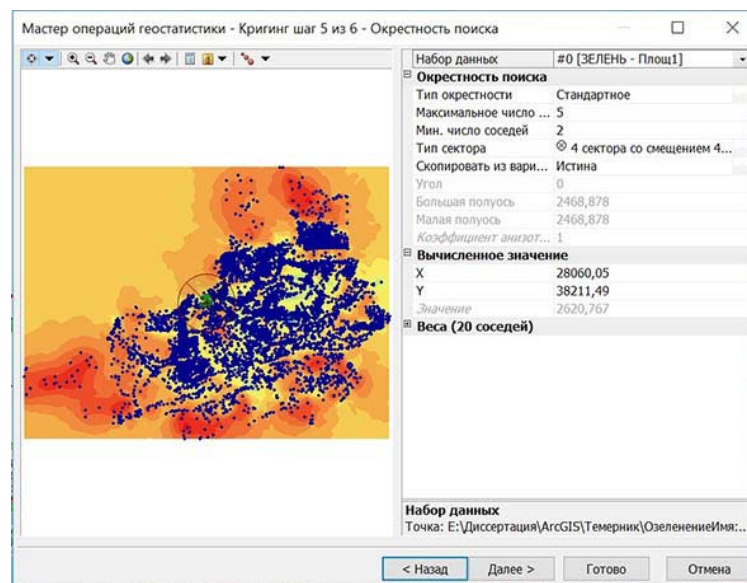 Мастер операций геостатистики - Кригинг шаг 5 из 6 - Окрестность поиска
Набор данных #0 [ЗЕЛЕНЬ - Площ1]
Окрестность поиска
Тип окрестности Стандартное
Максимальное число ... 5
Мин. число соседей 2
Тип сектора 4 сектора со смещением 4...
Скопировать из вари... Истина
Угол 0
Большая полуось 2468,878
Малая полуось 2468,878
Коэффициент анизот... 1
Вычисленное значение
X 28060,05
Y 38211,49
Значение 2620,767
Веса (20 соседей)
Набор данных
Точка: E:\Диссертация\ArcGIS\Темерник\ОзелененияИмя:...
< Назад Далее > Готово Отмена